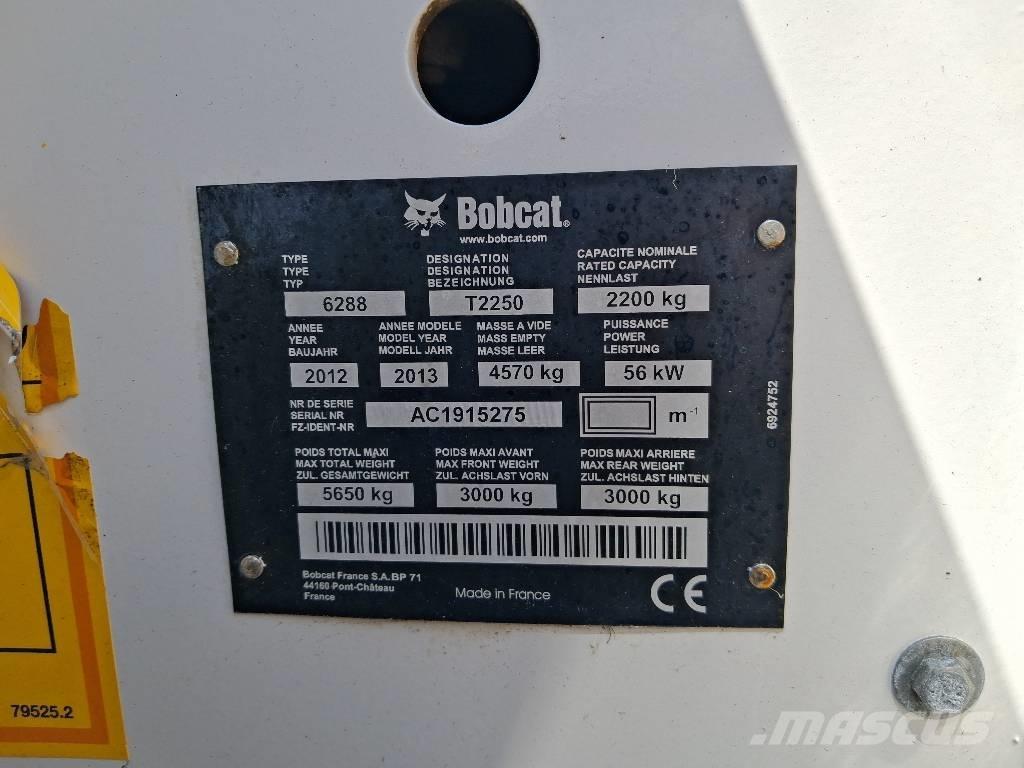 Bobcat®
www.bobcat.com
TYPE
TYPE
TYP
6288
DESIGNATION
DESIGNATION
BEZEICHNUNG
T2250
CAPACITE NOMINALE
RATED CAPACITY
NENNLAST
2200 kg
ANNEE
YEAR
BAUJAHR
2012
ANNEE MODELE
MODEL YEAR
MODELL JAHR
2013
MASSE A VIDE
MASS EMPTY
MASSE LEER
4570 kg
PUISSANCE
POWER
LEISTUNG
56 kW
NR DE SERIE
SERIAL NR
FZ-IDENT-NR
AC1915275
m-1
6924752
POIDS TOTAL MAXI
MAX TOTAL WEIGHT
ZUL. GESAMTGEWICHT
5650 kg
POIDS MAXI AVANT
MAX FRONT WEIGHT
ZUL. ACHSLAST VORN
3000 kg
POIDS MAXI ARRIERE
MAX REAR WEIGHT
ZUL. ACHSLAST HINTEN
3000 kg
Bobcat France S.A. BP 71
44160 Pont-Château
France
Made in France
CE
79525.2
MASCUS